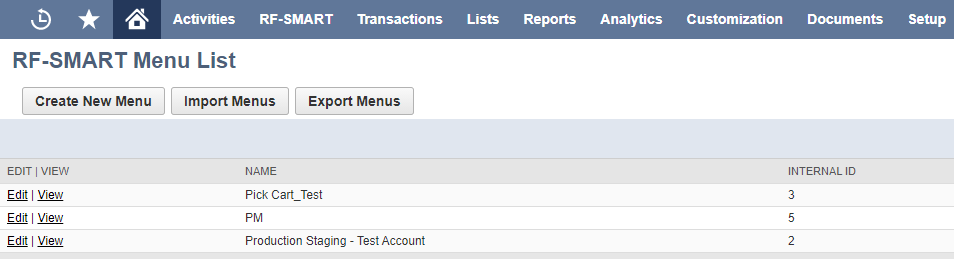 Activities RF-SMART Transactions Lists Reports Analytics Customization Documents Setup
RF-SMART Menu List
Create New Menu Import Menus Export Menus
EDIT | VIEW NAME INTERNAL ID
Edit | View Pick Cart_Test 3
Edit | View PM 5
Edit | View Production Staging - Test Account 2